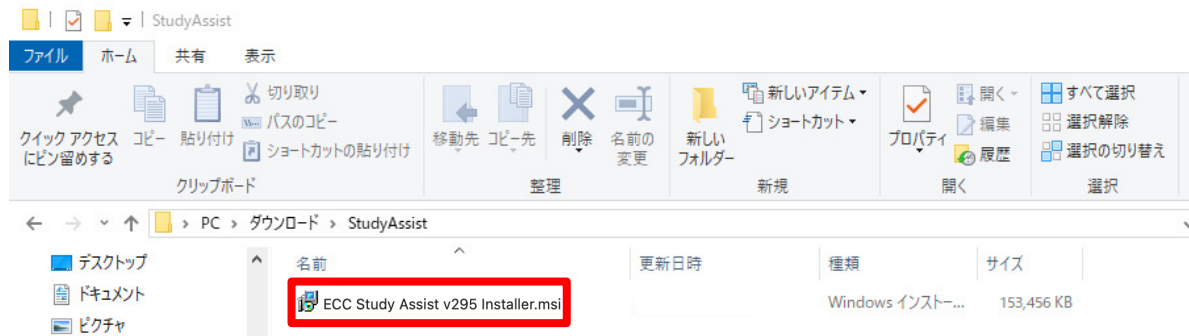 StudyAssist
ファイル ホーム 共有 表示
クイック アクセス
にピン留めする
コピー
貼り付け
切り取り
パスのコピー
ショートカットの貼り付け
クリップボード
移動先
コピー先
削除
名前の
変更
整理
新しい
フォルダー
新しいアイテム
ショートカット
新規
プロパティ
開く
編集
履歴
開く
すべて選択
選択解除
選択の切り替え
選択
PC › ダウンロード › StudyAssist
デスクトップ
ドキュメント
ピクチャ
名前 更新日時 種類 サイズ
ECC Study Assist v295 Installer.msi Windows インストー... 153,456 KB